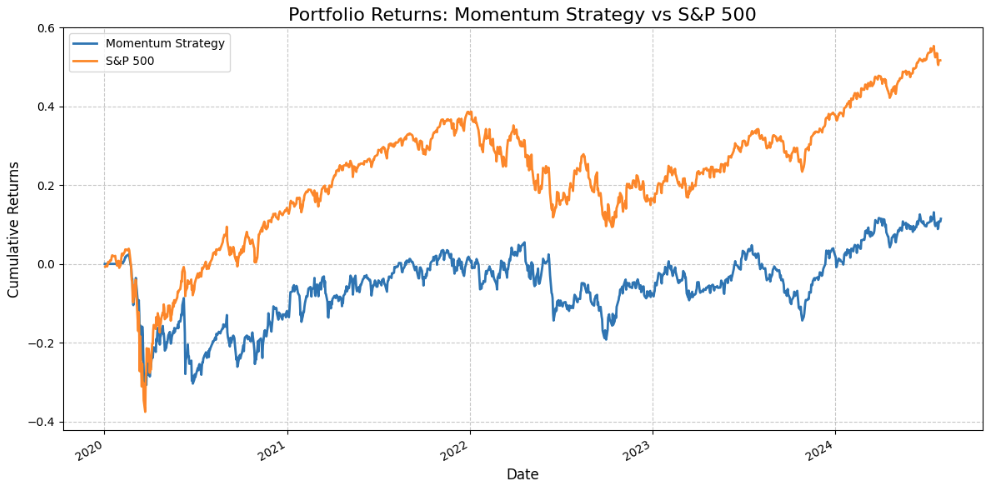 Portfolio Returns: Momentum Strategy vs S&P 500
Momentum Strategy
S&P 500
Cumulative Returns
0.6
0.4
0.2
0.0
−0.2
−0.4
2020
2021
2022
2023
2024
Date